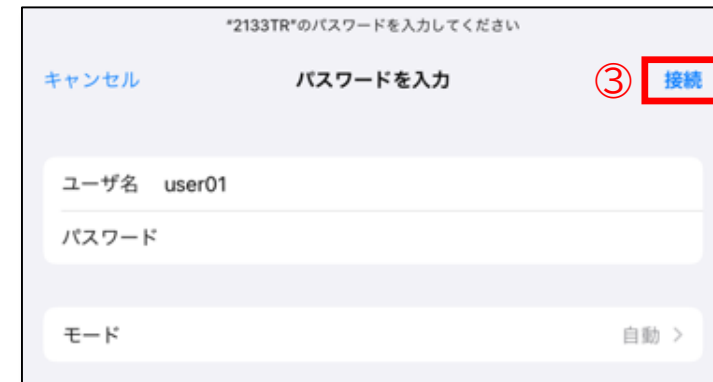 "2133TR"のパスワードを入力してください
キャンセル パスワードを入力 ③ 接続
ユーザ名 user01
パスワード
モード 自動 >